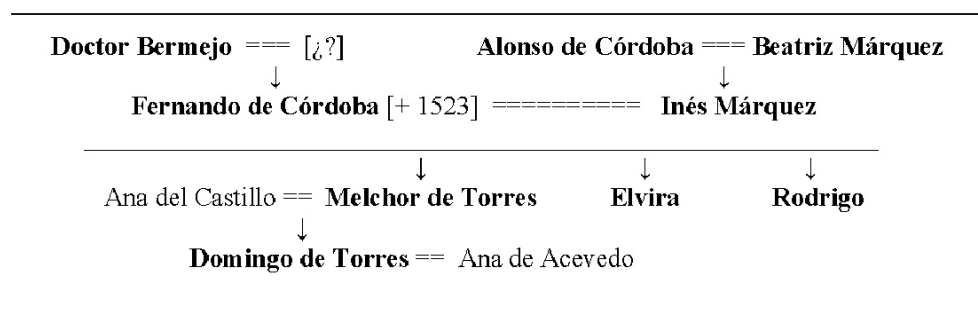 Doctor Bermejo === [¿?] Alonso de Córdoba === Beatriz Márquez
↓ ↓
Fernando de Córdoba [+ 1523] ========== Inés Márquez
↓ ↓ ↓
Ana del Castillo == Melchor de Torres Elvira Rodrigo
↓
Domingo de Torres == Ana de Acevedo